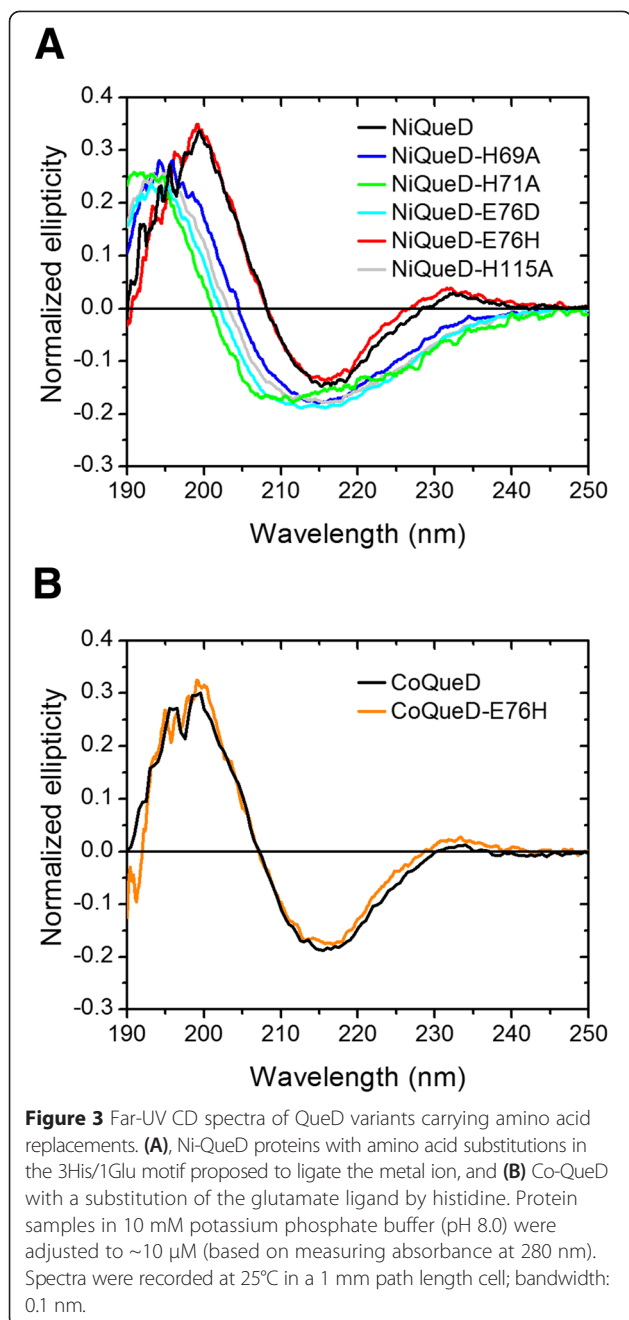 A
0.4
0.3
0.2
0.1
0.0
-0.1
-0.2
-0.3
Normalized ellipticity
NiQueD
NiQueD-H69A
NiQueD-H71A
NiQueD-E76D
NiQueD-E76H
NiQueD-H115A
190 200 210 220 230 240 250
Wavelength (nm)
B
0.4
0.3
0.2
0.1
0.0
-0.1
-0.2
-0.3
Normalized ellipticity
CoQueD
CoQueD-E76H
190 200 210 220 230 240 250
Wavelength (nm)
Figure 3 Far-UV CD spectra of QueD variants carrying amino acid
replacements. (A), Ni-QueD proteins with amino acid substitutions in
the 3His/1Glu motif proposed to ligate the metal ion, and (B) Co-QueD
with a substitution of the glutamate ligand by histidine. Protein
samples in 10 mM potassium phosphate buffer (pH 8.0) were
adjusted to ~10 μM (based on measuring absorbance at 280 nm).
Spectra were recorded at 25°C in a 1 mm path length cell; bandwidth:
0.1 nm.